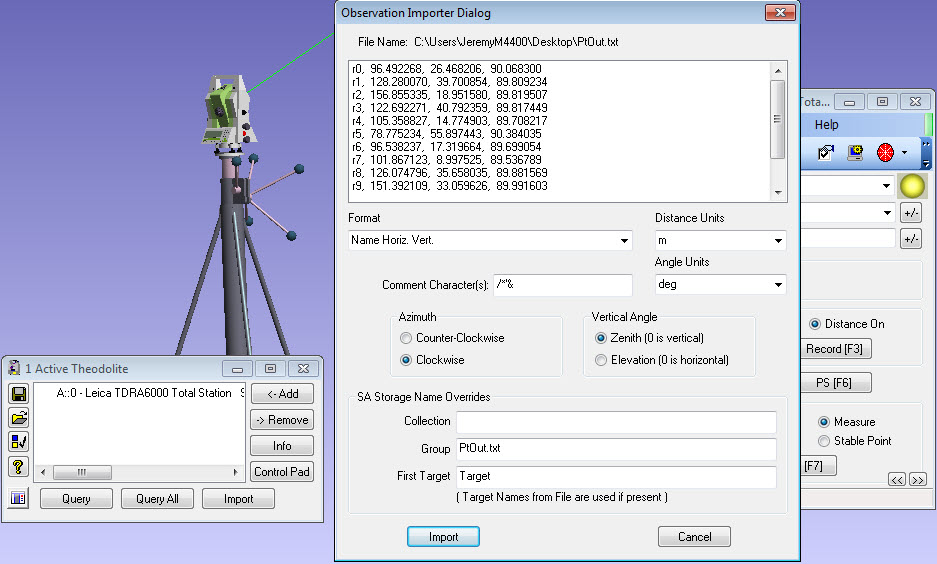 Observation Importer Dialog
File Name: C:\Users\JeremyM4400\Desktop\PtOut.txt
r0, 96.492268, 26.468206, 90.068300
r1, 128.280070, 39.700854, 89.809234
r2, 156.855335, 18.951580, 89.819507
r3, 122.692271, 40.792359, 89.817449
r4, 105.358827, 14.774903, 89.708217
r5, 78.775234, 55.897443, 90.384035
r6, 96.538237, 17.319664, 89.699054
r7, 101.867123, 8.997525, 89.536789
r8, 126.074796, 35.658035, 89.881569
r9, 151.392109, 33.059626, 89.991603
Format
Distance Units
Name Horiz. Vert.
m
Angle Units
Comment Character(s): /*'&
deg
Azimuth
Counter-Clockwise
Clockwise
Vertical Angle
Zenith (0 is vertical)
Elevation (0 is horizontal)
SA Storage Name Overrides
Collection
Group PtOut.txt
First Target Target
( Target Names from File are used if present )
Import
Cancel
1 Active Theodolite
A::0 - Leica TDRA6000 Total Station S
<- Add
-> Remove
Info
Control Pad
Query
Query All
Import
Tota...
Help
+/-
+/-
Distance On
Record [F3]
PS [F6]
Measure
Stable Point
[F7]
<<
>>